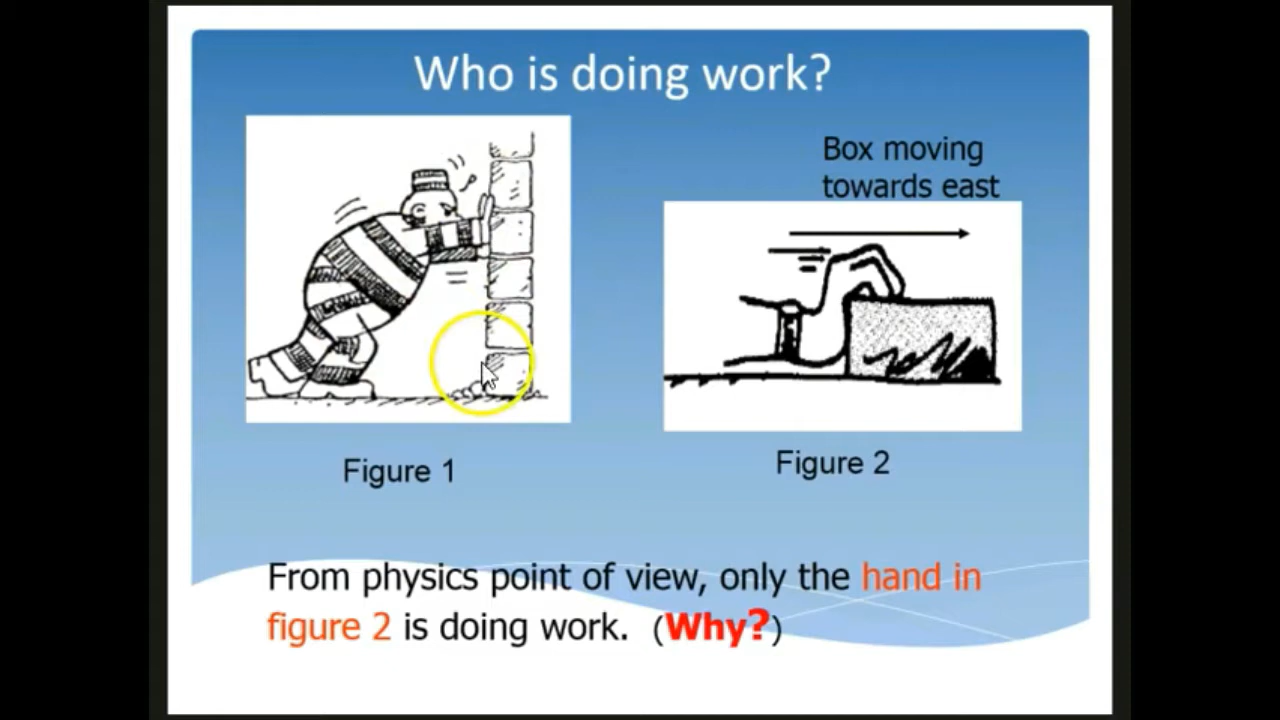 Who is doing work?
Box moving
towards east
Figure 1
Figure 2
From physics point of view, only the hand in
figure 2 is doing work. (Why?)